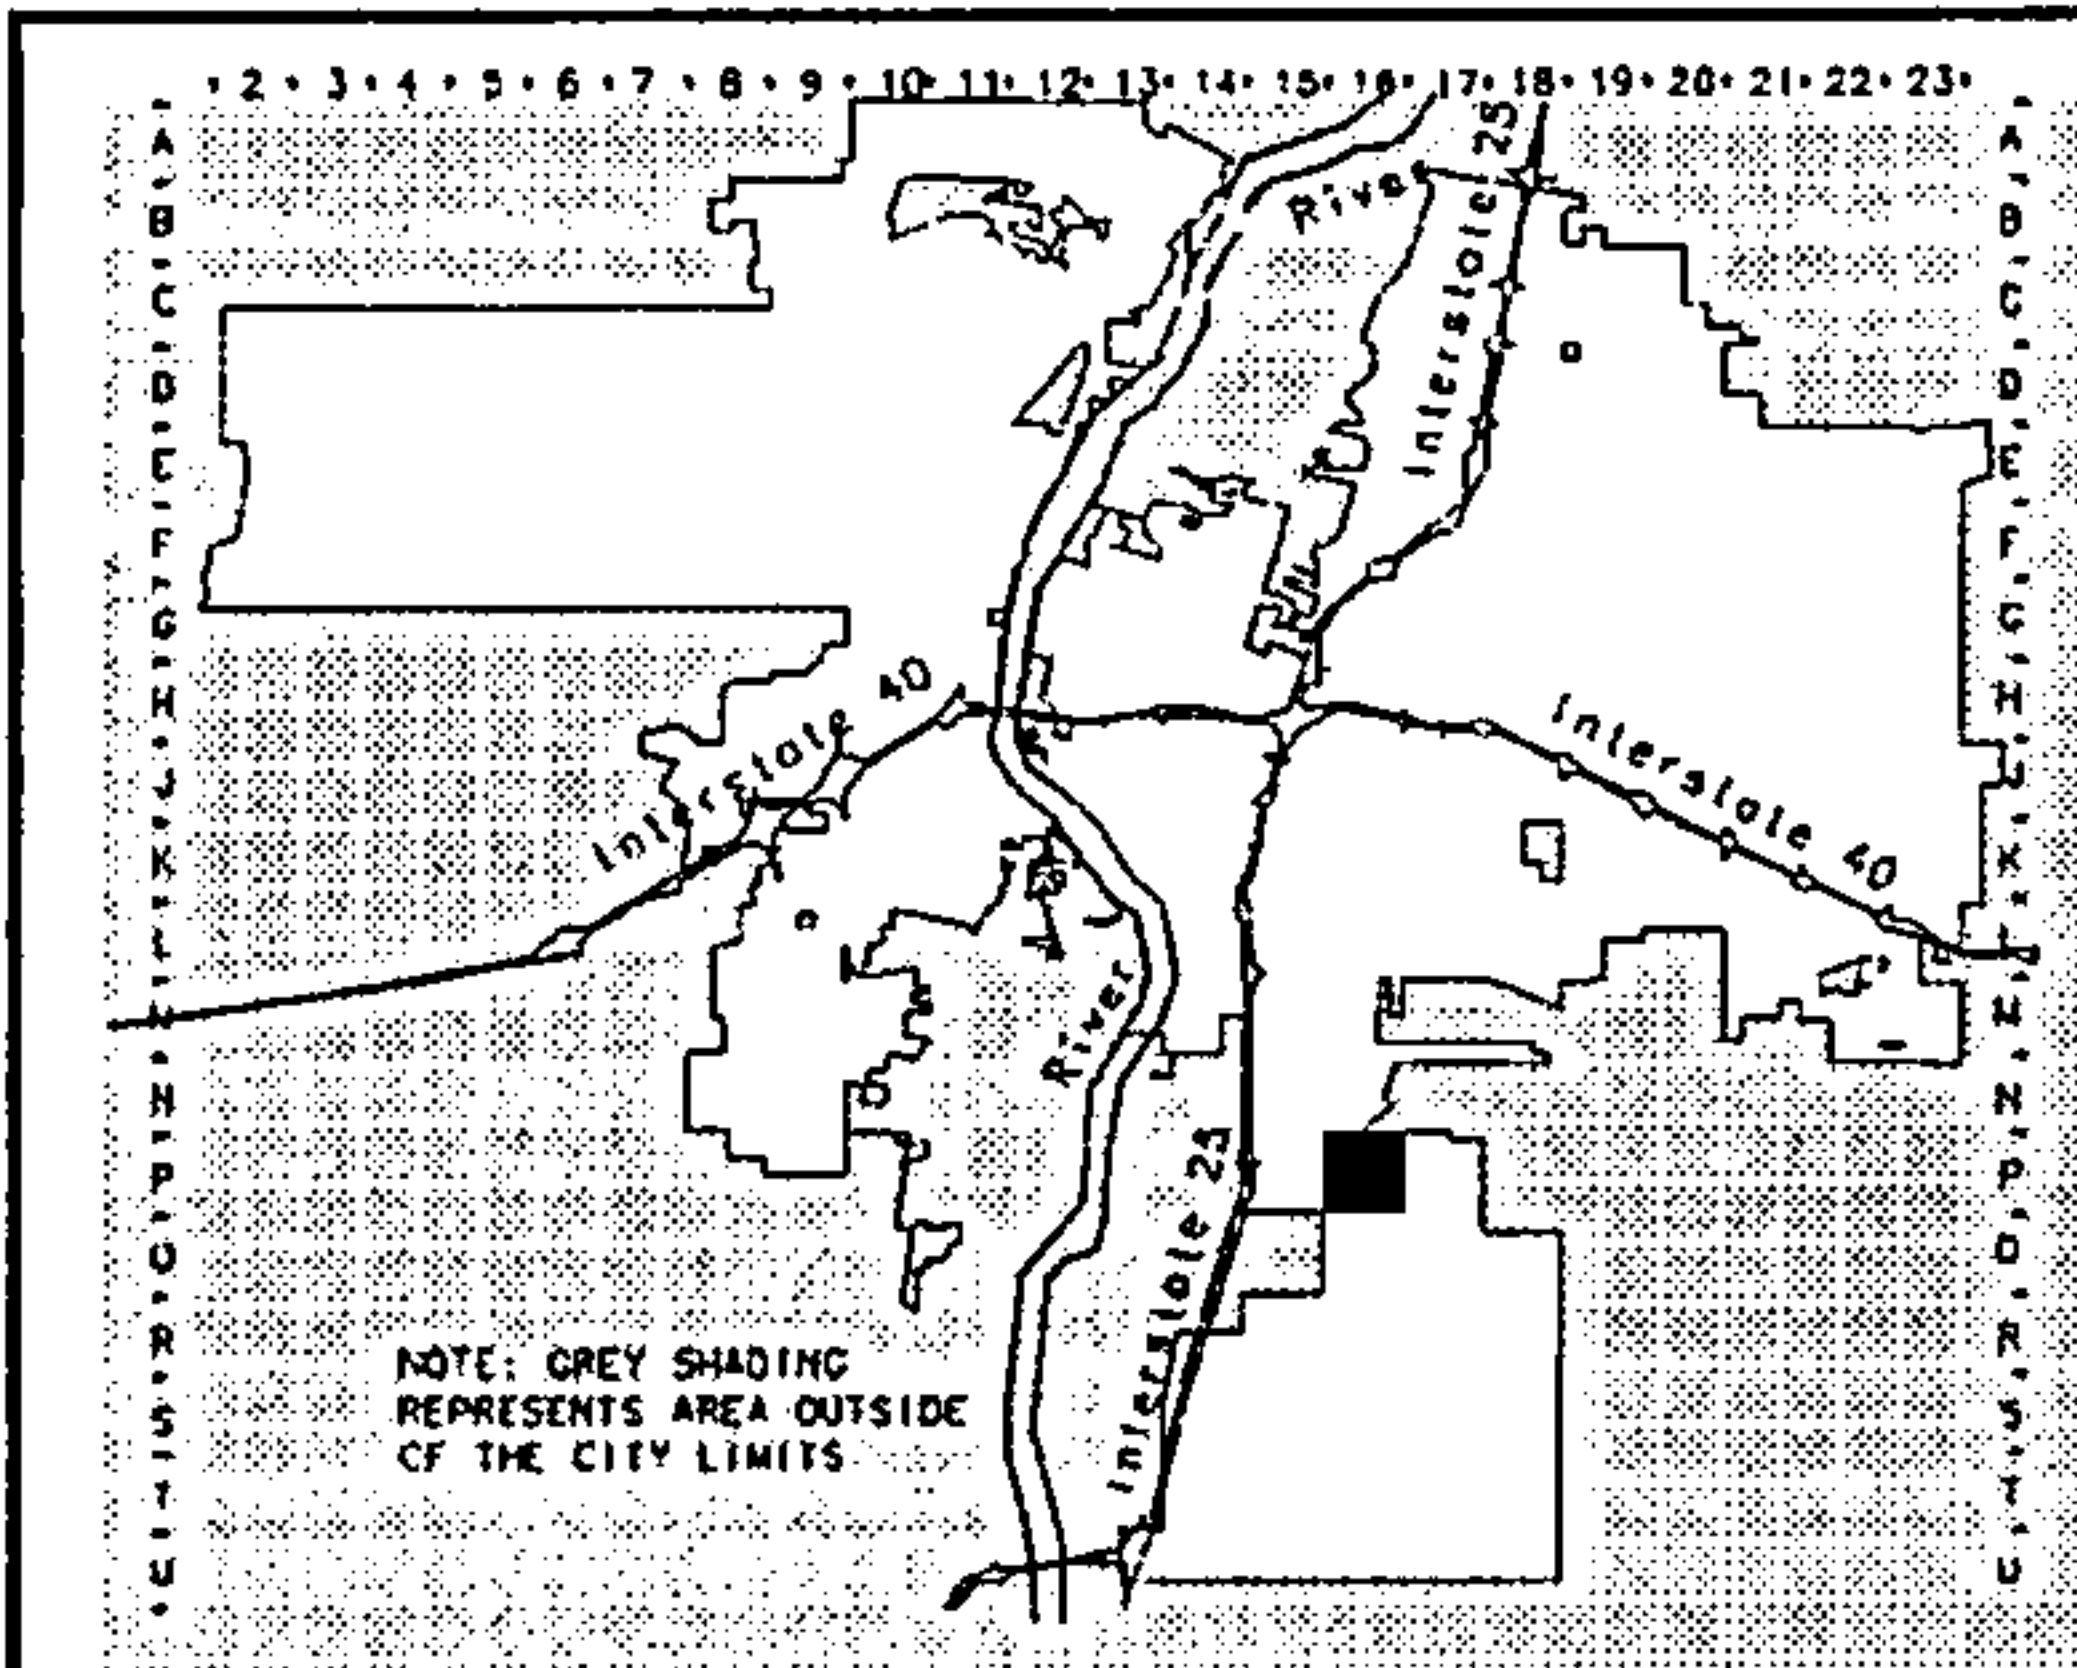 2 3 4 5 6 7 8 9 10 11 12 13 14 15 16 17 18 19 20 21 22 23
A A
B B
C C
D D
E E
F F
G G
H H
J J
K K
L L
M M
N N
P P
Q Q
R R
S S
T T
U U
River
Interstate 25
Interstate 40
Interstate 40
River
Interstate 25
NOTE: GREY SHADING
REPRESENTS AREA OUTSIDE
OF THE CITY LIMITS